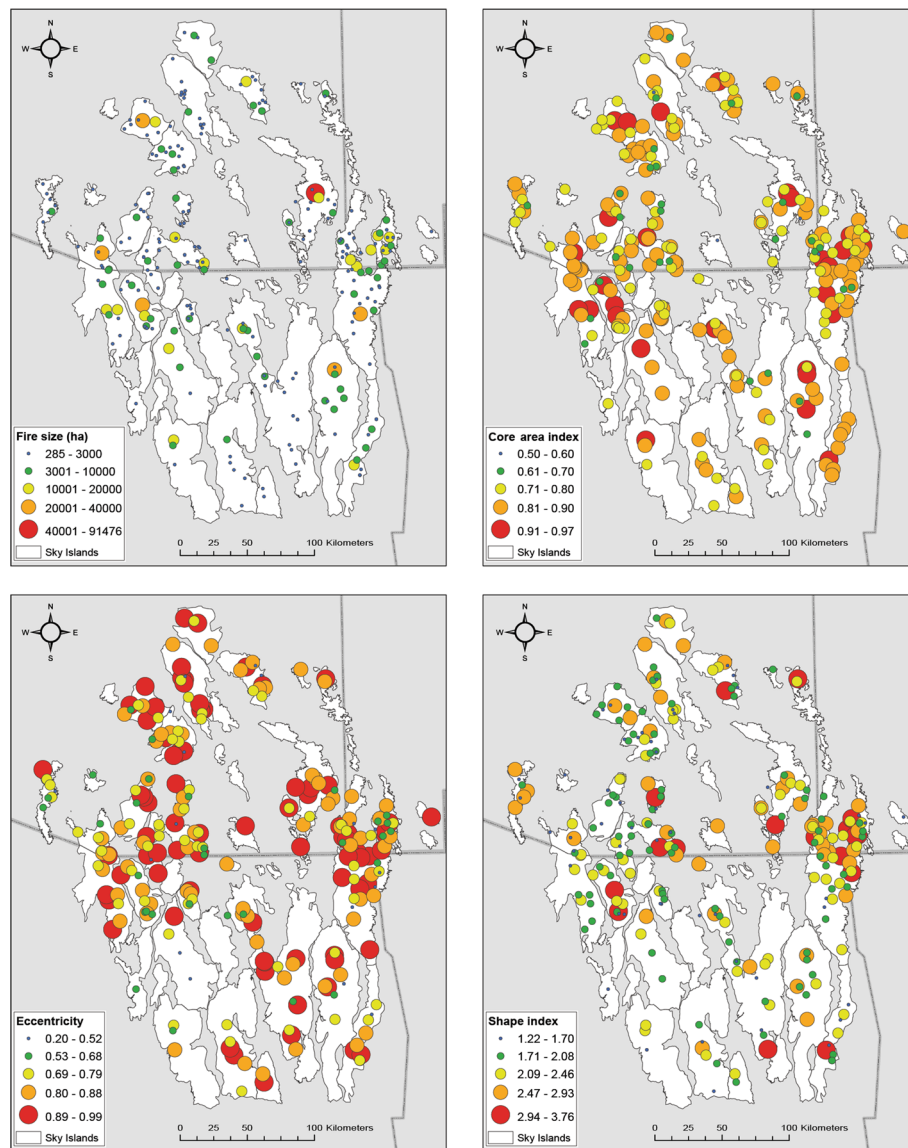 N
W E
S
Fire size (ha)
285 - 3000
3001 - 10000
10001 - 20000
20001 - 40000
40001 - 91476
Sky Islands
0 25 50 100 Kilometers
N
W E
S
Core area index
0.50 - 0.60
0.61 - 0.70
0.71 - 0.80
0.81 - 0.90
0.91 - 0.97
Sky Islands
0 25 50 100 Kilometers
N
W E
S
Eccentricity
0.20 - 0.52
0.53 - 0.68
0.69 - 0.79
0.80 - 0.88
0.89 - 0.99
Sky Islands
0 25 50 100 Kilometers
N
W E
S
Shape index
1.22 - 1.70
1.71 - 2.08
2.09 - 2.46
2.47 - 2.93
2.94 - 3.76
Sky Islands
0 25 50 100 Kilometers